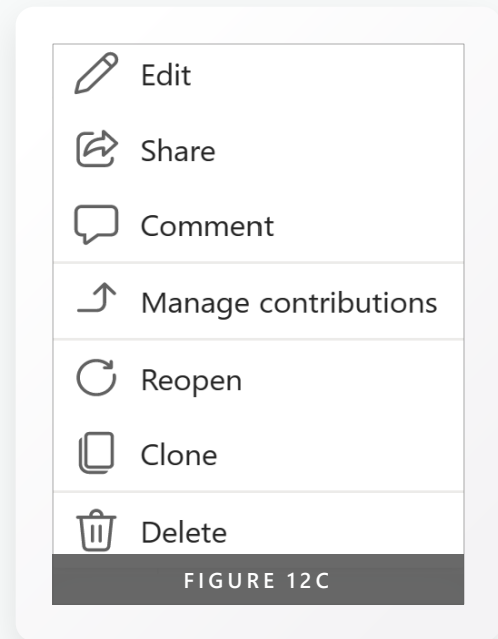 Edit
Share
Comment
Manage contributions
Reopen
Clone
Delete
FIGURE 12C